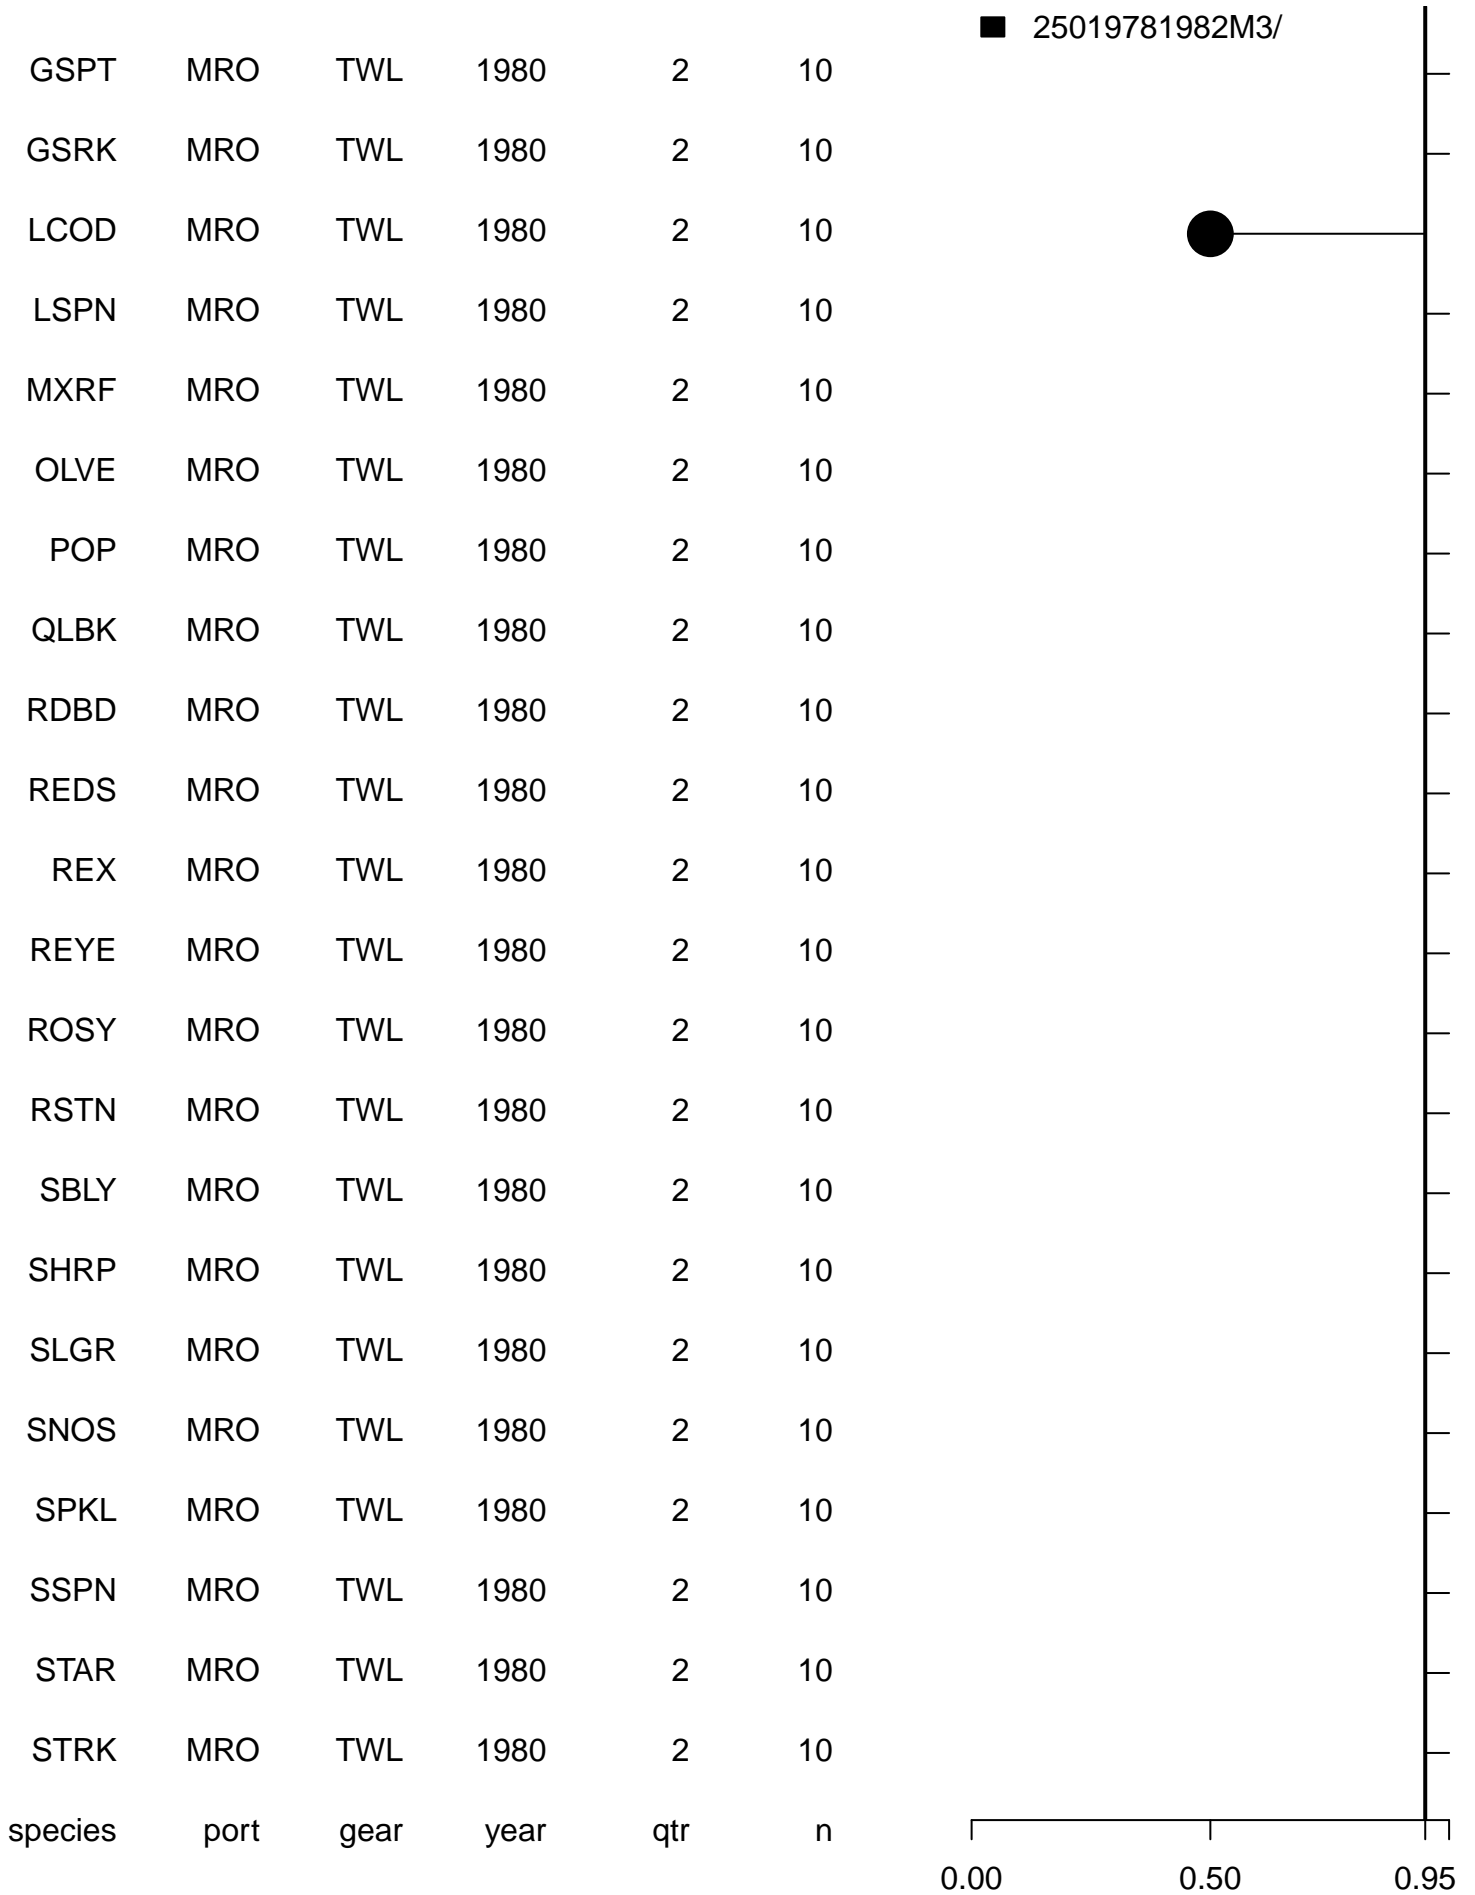 25019781982M3/
GSPT MRO TWL 1980 2 10
GSRK MRO TWL 1980 2 10
LCOD MRO TWL 1980 2 10
LSPN MRO TWL 1980 2 10
MXRF MRO TWL 1980 2 10
OLVE MRO TWL 1980 2 10
POP MRO TWL 1980 2 10
QLBK MRO TWL 1980 2 10
RDBD MRO TWL 1980 2 10
REDS MRO TWL 1980 2 10
REX MRO TWL 1980 2 10
REYE MRO TWL 1980 2 10
ROSY MRO TWL 1980 2 10
RSTN MRO TWL 1980 2 10
SBLY MRO TWL 1980 2 10
SHRP MRO TWL 1980 2 10
SLGR MRO TWL 1980 2 10
SNOS MRO TWL 1980 2 10
SPKL MRO TWL 1980 2 10
SSPN MRO TWL 1980 2 10
STAR MRO TWL 1980 2 10
STRK MRO TWL 1980 2 10
species port gear year qtr n
0.00 0.50 0.95